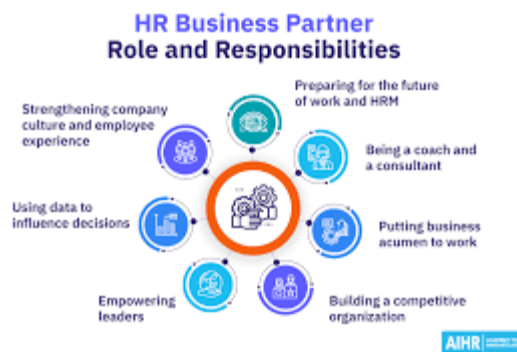 HR Business Partner
Role and Responsibilities
Preparing for the future
of work and HRM
Strengthening company
culture and employee
experience
Being a coach and
a consultant
Using data to
influence decisions
Putting business
acumen to work
Empowering
leaders
Building a competitive
organization
AIHR